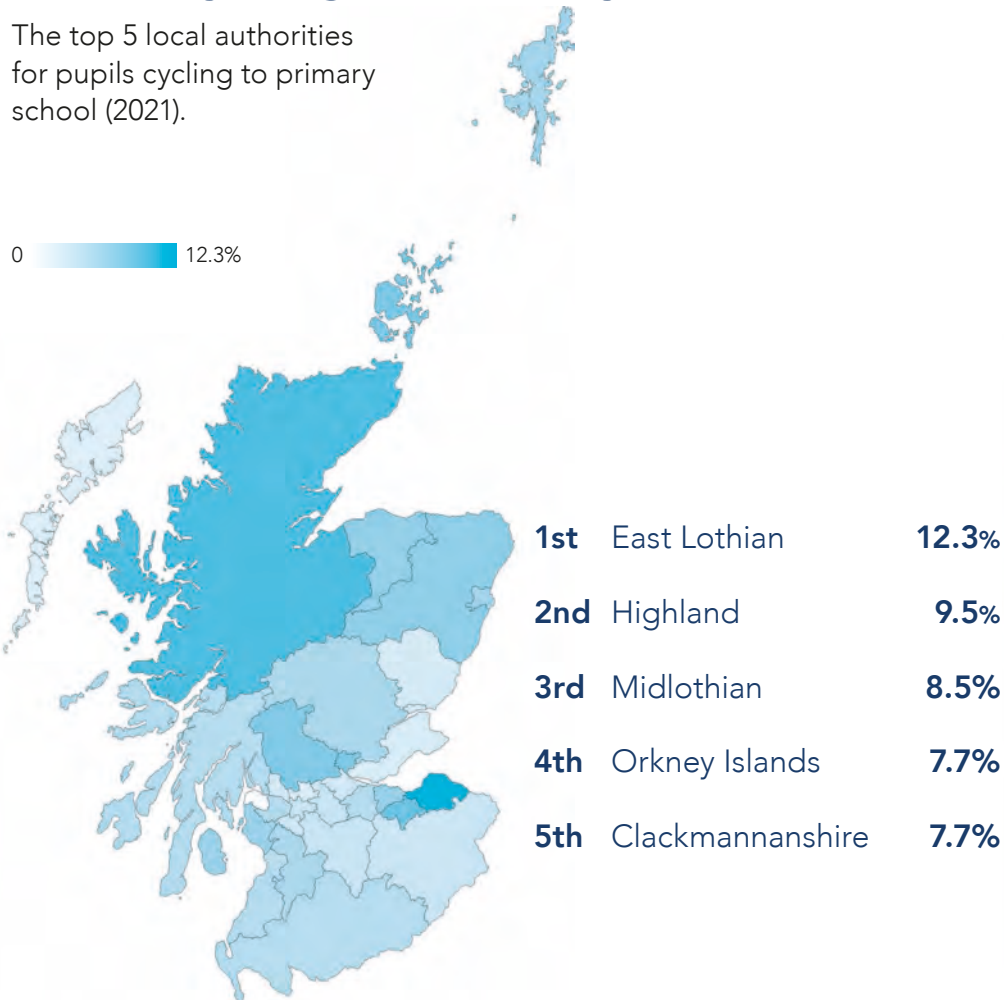 The top 5 local authorities
for pupils cycling to primary
school (2021).
0 12.3%
1st East Lothian 12.3%
2nd Highland 9.5%
3rd Midlothian 8.5%
4th Orkney Islands 7.7%
5th Clackmannanshire 7.7%